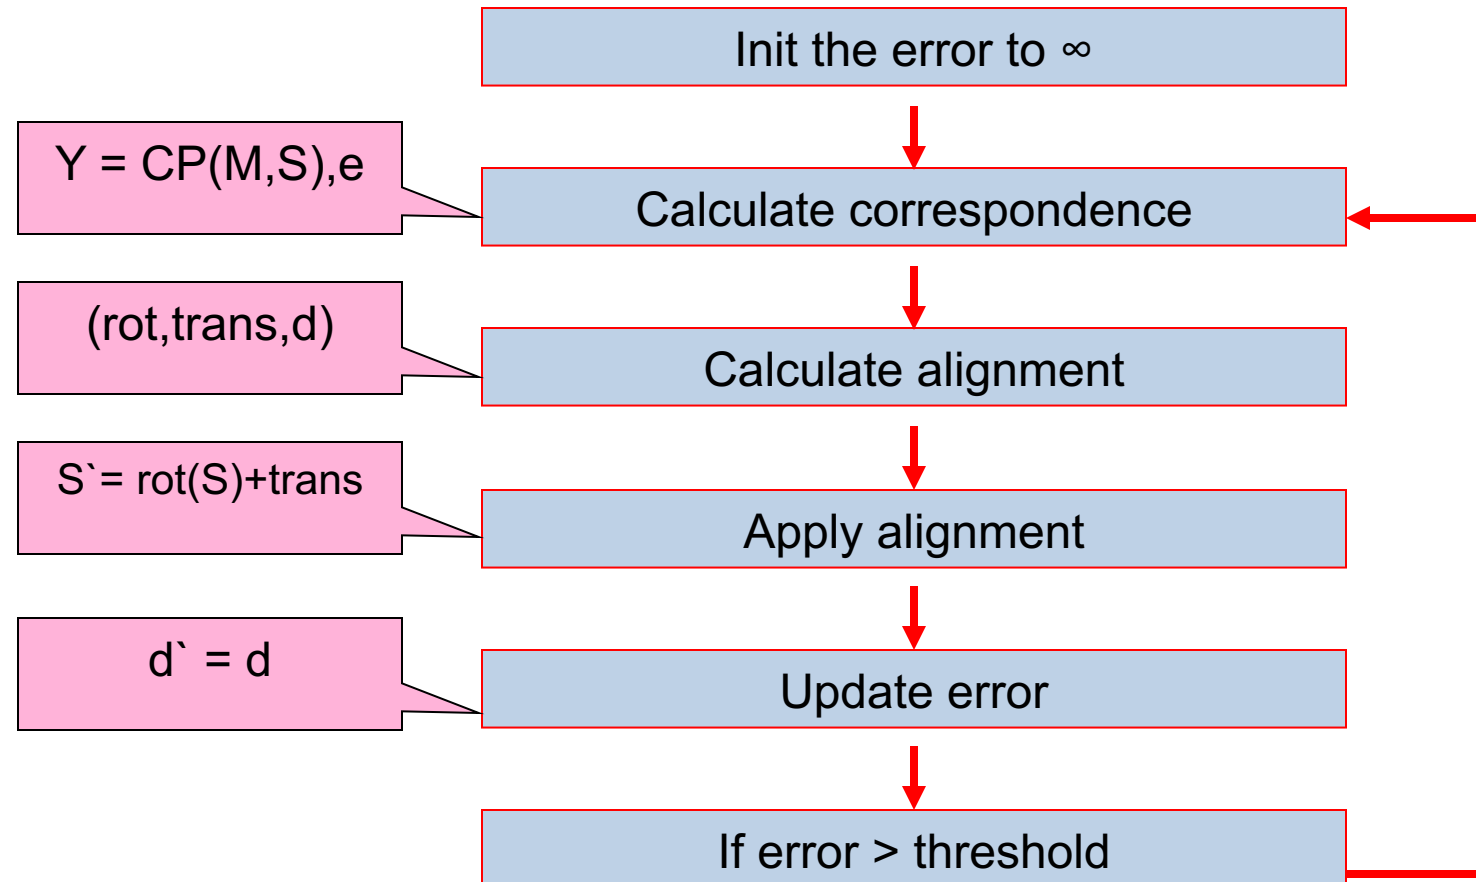 Init the error to ∞
Y = CP(M,S),e
Calculate correspondence
(rot,trans,d)
Calculate alignment
S`= rot(S)+trans
Apply alignment
d` = d
Update error
If error > threshold